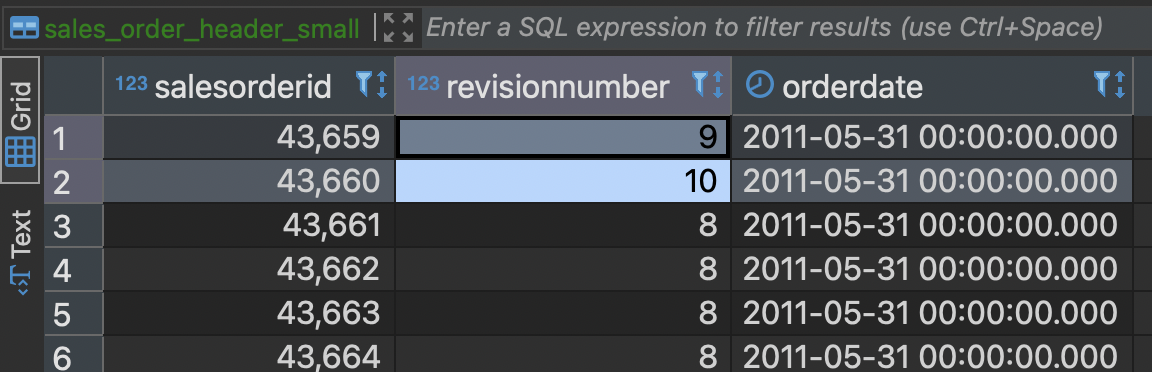 sales_order_header_small Enter a SQL expression to filter results (use Ctrl+Space)
Grid
Text
123 salesorderid 123 revisionnumber orderdate
1 43,659 9 2011-05-31 00:00:00.000
2 43,660 10 2011-05-31 00:00:00.000
3 43,661 8 2011-05-31 00:00:00.000
4 43,662 8 2011-05-31 00:00:00.000
5 43,663 8 2011-05-31 00:00:00.000
6 43,664 8 2011-05-31 00:00:00.000